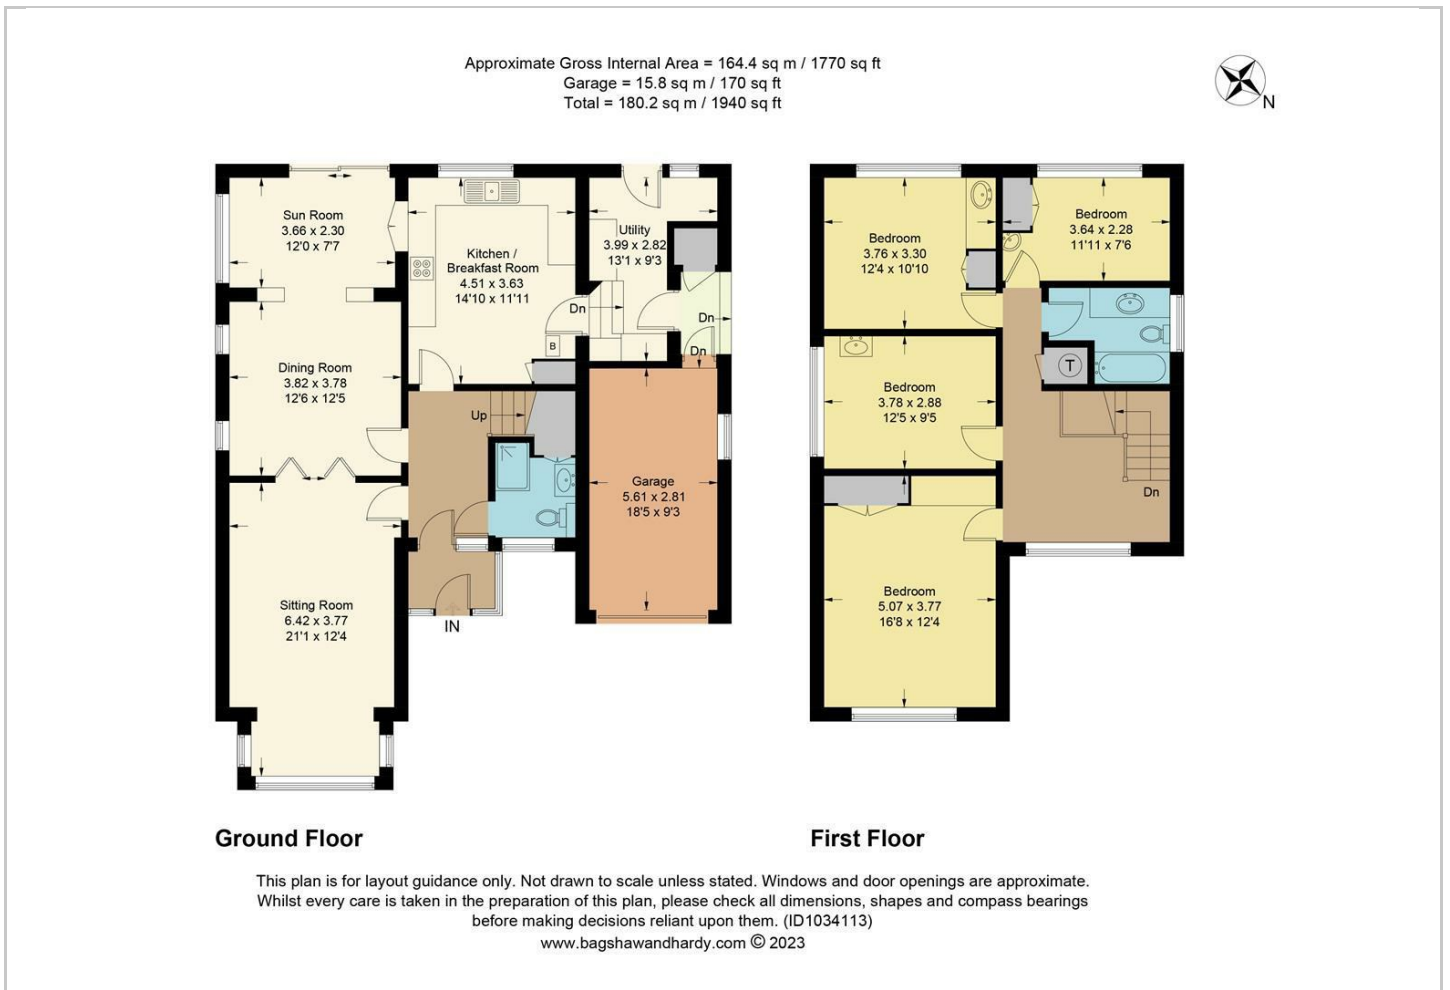 Approximate Gross Internal Area = 164.4 sq m / 1770 sq ft
Garage = 15.8 sq m / 170 sq ft
Total = 180.2 sq m / 1940 sq ft
N
Sun Room
3.66 x 2.30
12'0 x 7'7
Kitchen /
Breakfast Room
4.51 x 3.63
14'10 x 11'11
Utility
3.99 x 2.82
13'1 x 9'3
Dn
Dn
Dn
B
Dining Room
3.82 x 3.78
12'6 x 12'5
Up
Garage
5.61 x 2.81
18'5 x 9'3
Sitting Room
6.42 x 3.77
21'1 x 12'4
IN
Bedroom
3.76 x 3.30
12'4 x 10'10
Bedroom
3.64 x 2.28
11'11 x 7'6
T
Bedroom
3.78 x 2.88
12'5 x 9'5
Dn
Bedroom
5.07 x 3.77
16'8 x 12'4
Ground Floor
First Floor
This plan is for layout guidance only. Not drawn to scale unless stated. Windows and door openings are approximate.
Whilst every care is taken in the preparation of this plan, please check all dimensions, shapes and compass bearings
before making decisions reliant upon them. (ID1034113)
www.bagshawandhardy.com © 2023